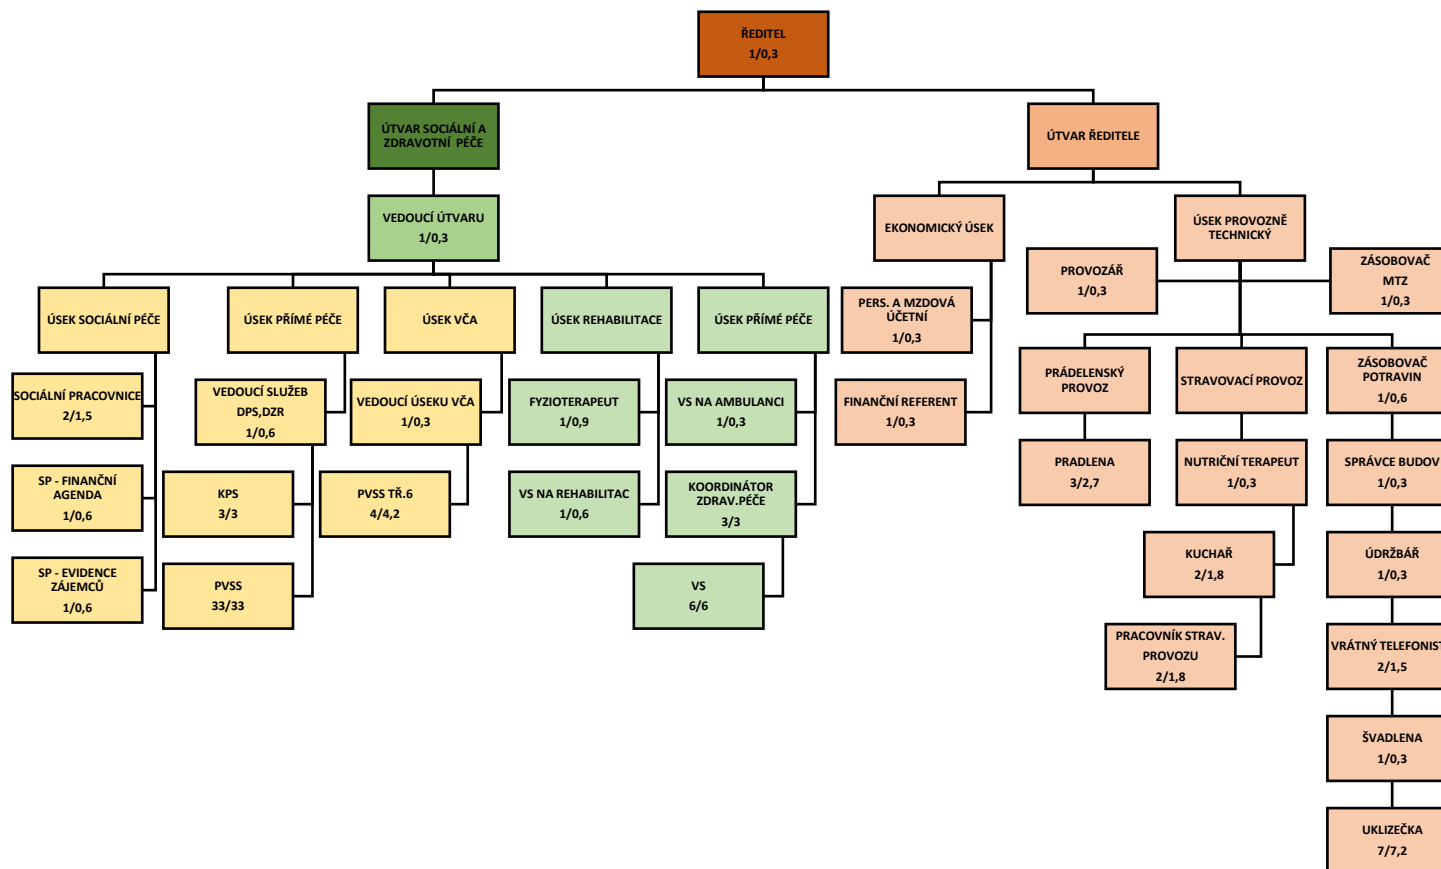 ŘEDITEL
1/0,3
ÚTVAR SOCIÁLNÍ A
ZDRAVOTNÍ PÉČE
ÚTVAR ŘEDITELE
VEDOUCÍ ÚTVARU
1/0,3
EKONOMICKÝ ÚSEK
ÚSEK PROVOZNĚ
TECHNICKÝ
PROVOZÁŘ
1/0,3
ZÁSOBOVAČ
MTZ
1/0,3
ÚSEK SOCIÁLNÍ PÉČE
ÚSEK PŘÍMÉ PÉČE
ÚSEK VČA
ÚSEK REHABILITACE
ÚSEK PŘÍMÉ PÉČE
PERS. A MZDOVÁ
ÚČETNÍ
1/0,3
PRÁDELENSKÝ
PROVOZ
STRAVOVACÍ PROVOZ
ZÁSOBOVAČ
POTRAVIN
1/0,6
SOCIÁLNÍ PRACOVNICE
2/1,5
VEDOUCÍ SLUŽEB
DPS,DZR
1/0,6
VEDOUCÍ ÚSEKU VČA
1/0,3
FYZIOTERAPEUT
1/0,9
VS NA AMBULANCI
1/0,3
FINANČNÍ REFERENT
1/0,3
PRADLENA
3/2,7
NUTRIČNÍ TERAPEUT
1/0,3
SPRÁVCE BUDOV
1/0,3
SP - FINANČNÍ
AGENDA
1/0,6
KPS
3/3
PVSS TŘ.6
4/4,2
VS NA REHABILITAC
1/0,6
KOORDINÁTOR
ZDRAV.PÉČE
3/3
KUCHAŘ
2/1,8
ÚDRŽBÁŘ
1/0,3
SP - EVIDENCE
ZÁJEMCŮ
1/0,6
PVSS
33/33
VS
6/6
PRACOVNÍK STRAV.
PROVOZU
2/1,8
VRÁTNÝ TELEFONIST
2/1,5
ŠVADLENA
1/0,3
UKLIZEČKA
7/7,2